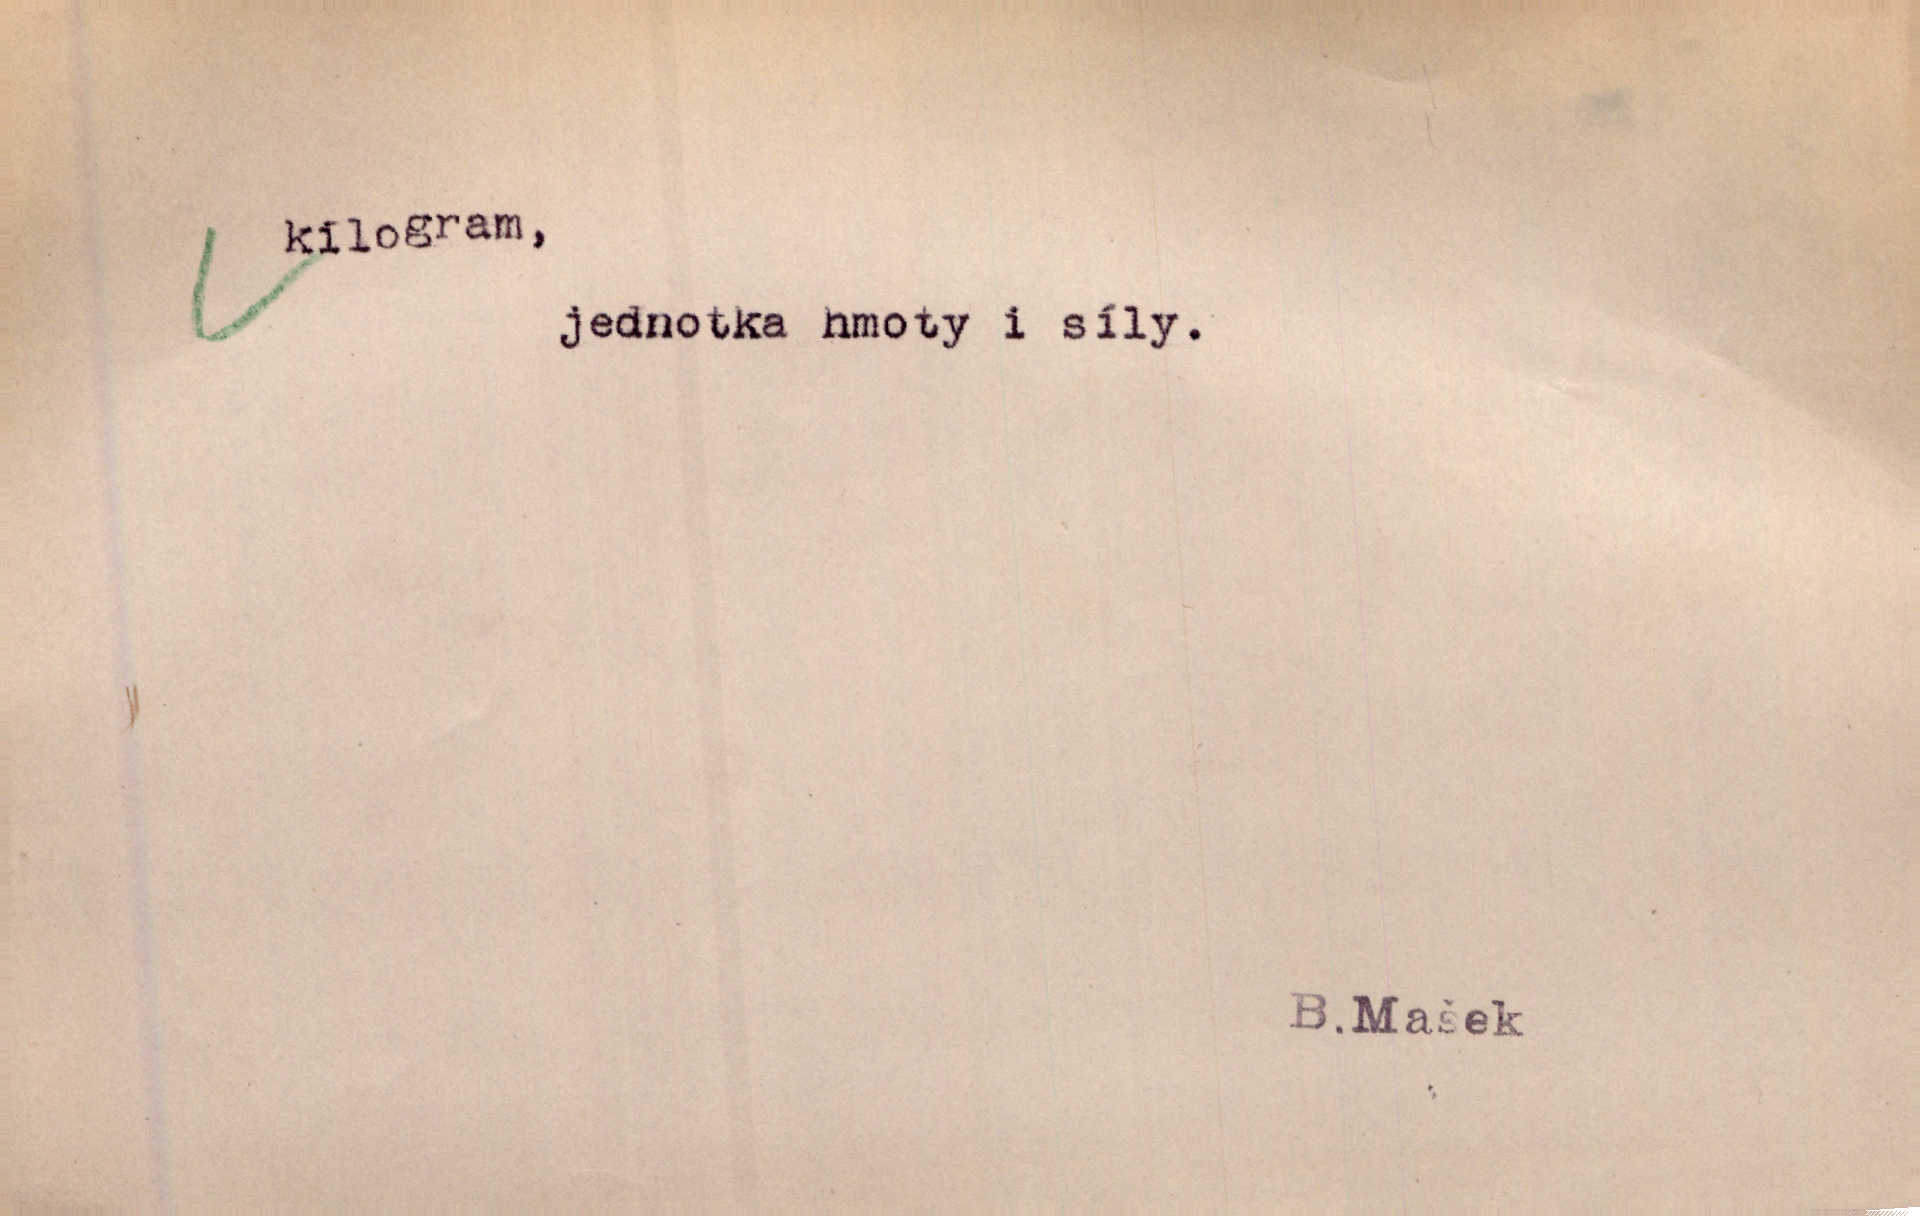 kilogram,
jednotka hmoty i síly.
B.Mašek